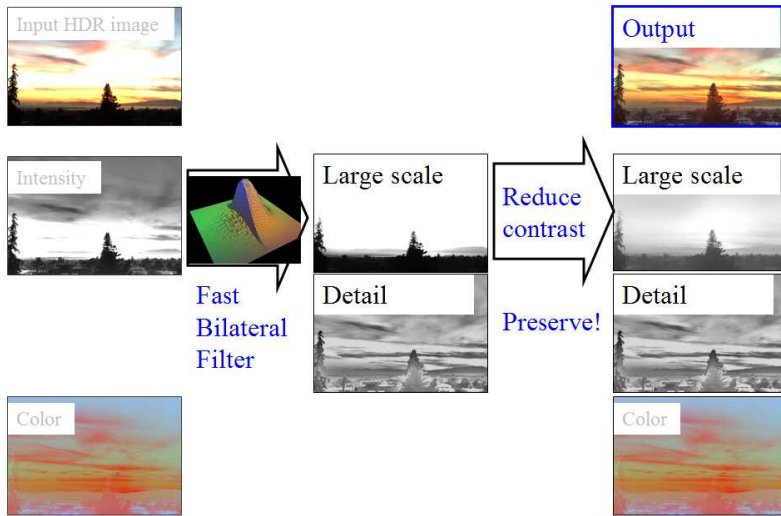 Input HDR image
Output
Intensity
Large scale
Reduce
contrast
Large scale
Fast
Bilateral
Filter
Detail
Preserve!
Detail
Color
Color